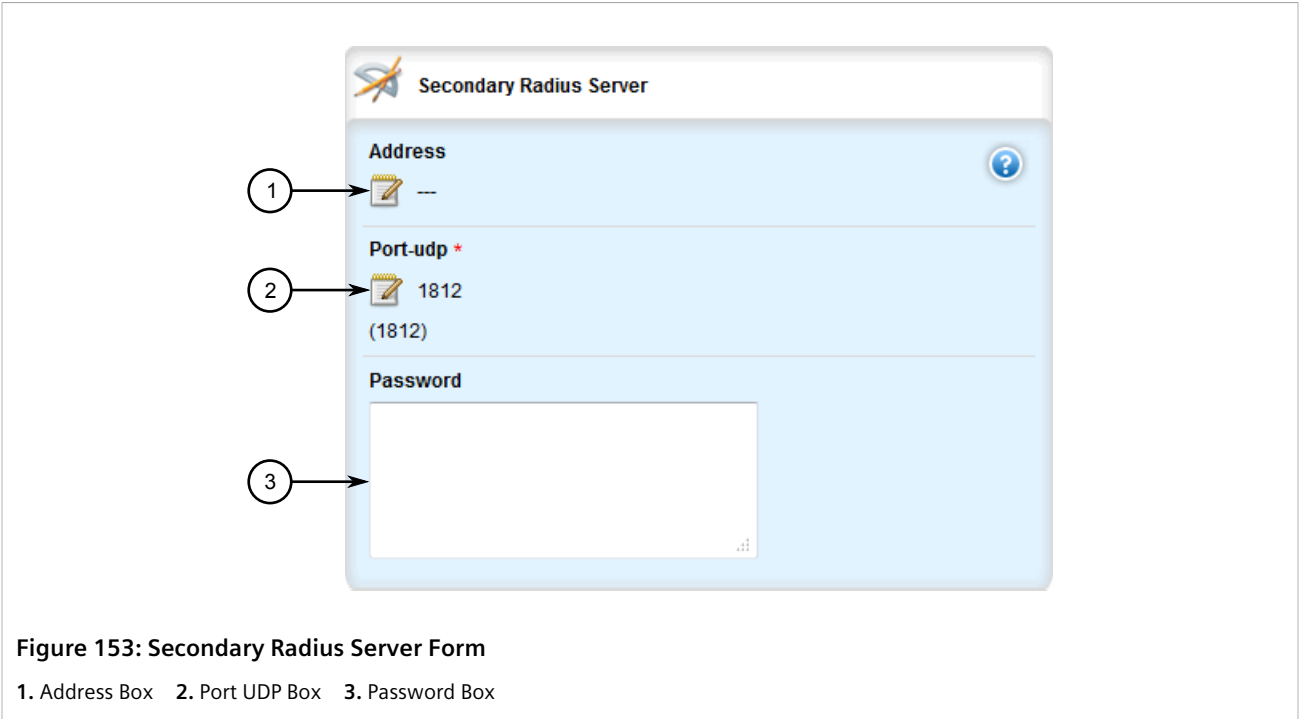 Secondary Radius Server
Address
?
1
---
Port-udp *
2
1812
(1812)
Password
3
Figure 153: Secondary Radius Server Form
1. Address Box 2. Port UDP Box 3. Password Box